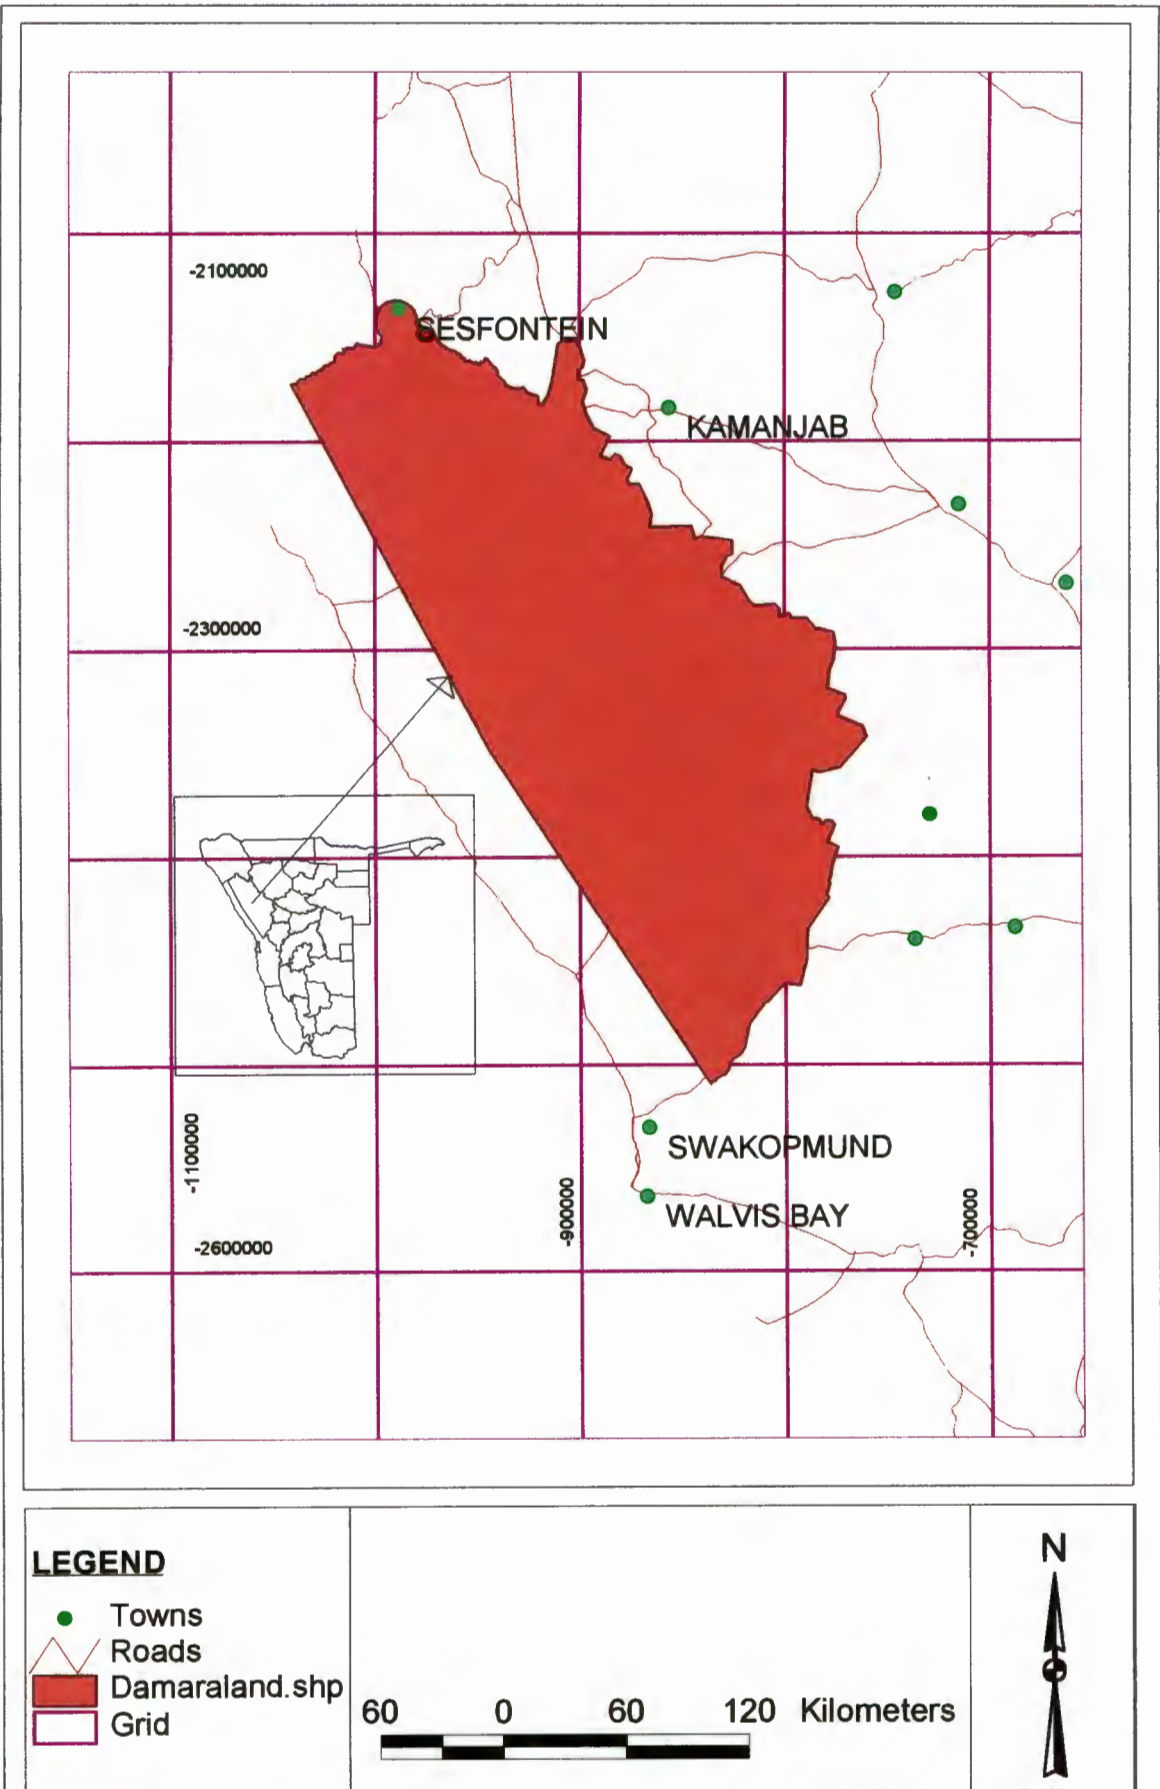 -2100000
SESFONTEIN
KAMANJAB
-2300000
-1100000
-900000
-700000
SWAKOPMUND
WALVIS BAY
-2600000
LEGEND
Towns
Roads
Damaraland.shp
Grid
60 0 60 120 Kilometers
N